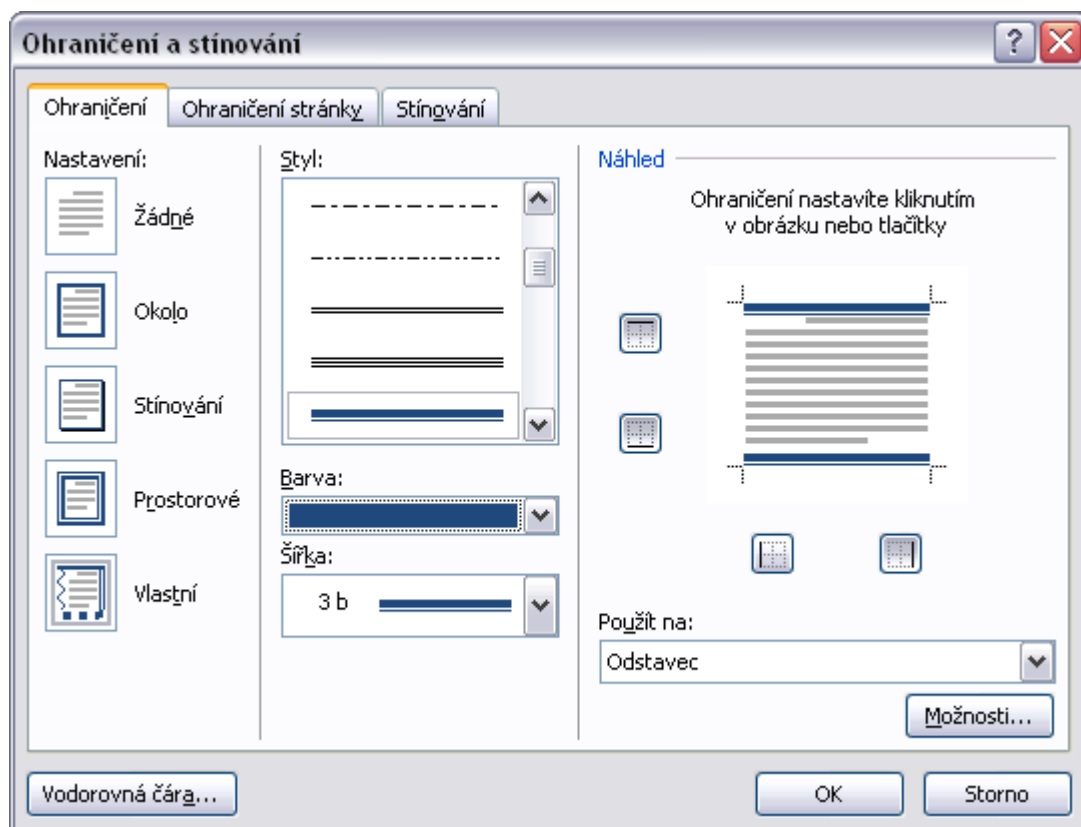 Ohraničení a stínování
Ohraničení
Ohraničení stránky
Stínování
Nastavení:
Žádné
Okolo
Stínování
Prostorové
Vlastní
Styl:
Barva:
Šířka:
3 b
Náhled
Ohraničení nastavíte kliknutím
v obrázku nebo tlačítky
Použít na:
Odstavec
Možnosti...
Vodorovná čára...
OK
Storno